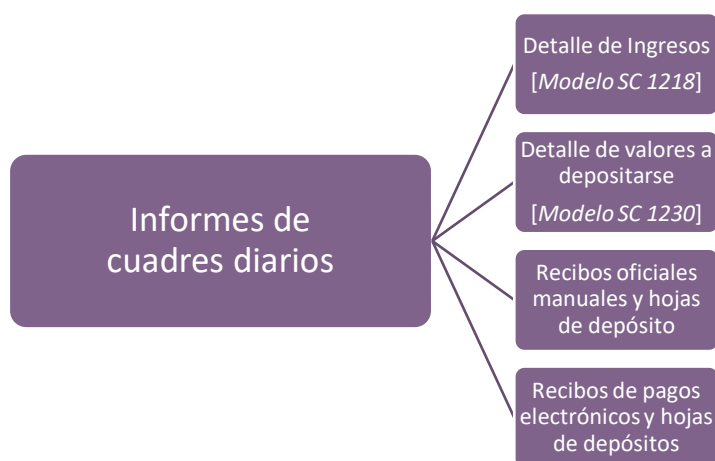 Informes de
cuadres diarios
Detalle de Ingresos
[Modelo SC 1218]
Detalle de valores a
depositarse
[Modelo SC 1230]
Recibos oficiales
manuales y hojas
de depósito
Recibos de pagos
electrónicos y hojas
de depósitos